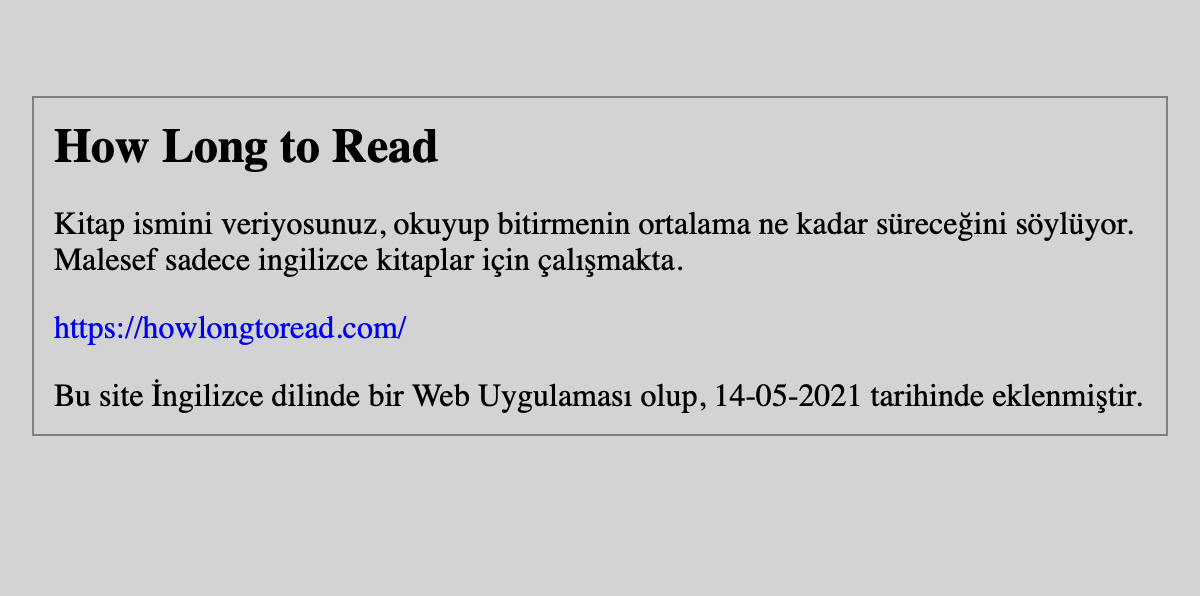 How Long to Read
Kitap ismini veriyosunuz, okuyup bitirmenin ortalama ne kadar süreceğini söylüyor.
Malesef sadece ingilizce kitaplar için çalışmakta.
https://howlongtoread.com/
Bu site İngilizce dilinde bir Web Uygulaması olup, 14-05-2021 tarihinde eklenmiştir.